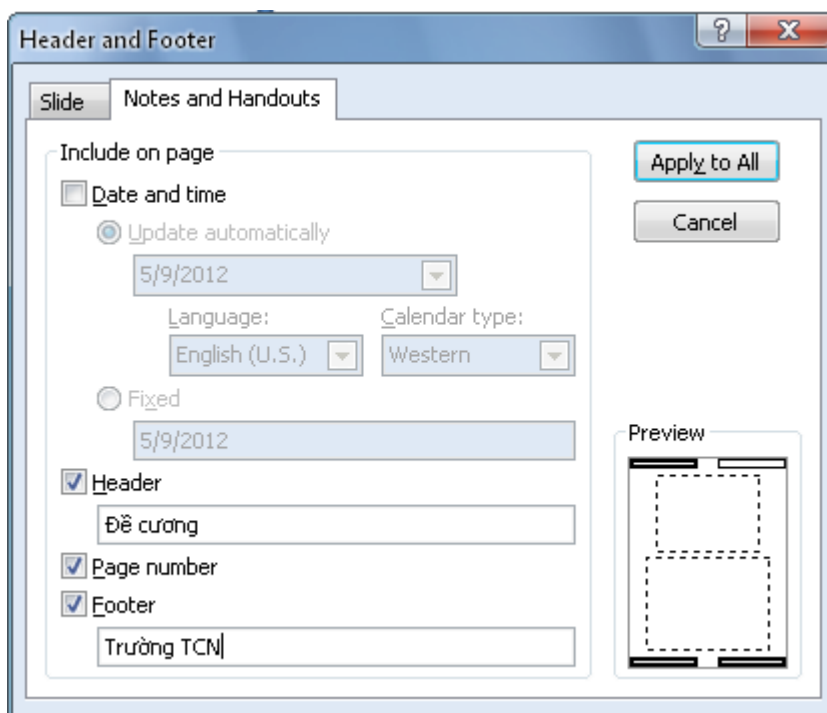 Header and Footer
Slide
Notes and Handouts
Include on page
Date and time
Update automatically
5/9/2012
Language:
Calendar type:
English (U.S.)
Western
Fixed
5/9/2012
Header
Đề cương
Page number
Footer
Trường TCN
Apply to All
Cancel
Preview